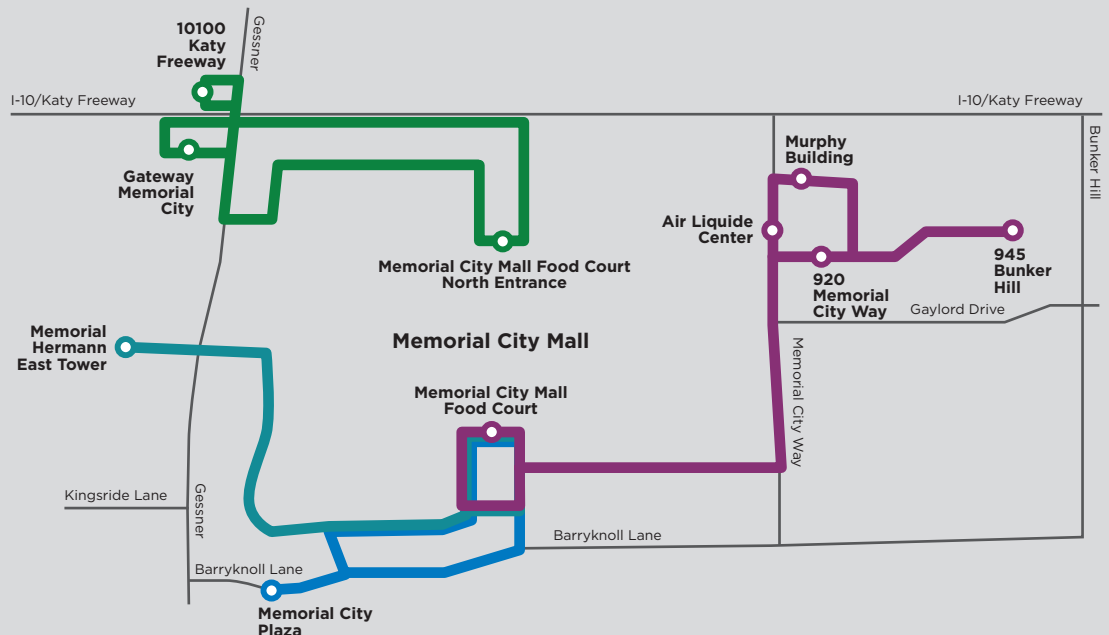 10100
Katy
Freeway
Gessner
I-10/Katy Freeway
I-10/Katy Freeway
Bunker Hill
Murphy
Building
Gateway
Memorial
City
Air Liquide
Center
Memorial City Mall Food Court
North Entrance
920
Memorial
City Way
945
Bunker
Hill
Gaylord Drive
Memorial
Hermann
East Tower
Memorial City Mall
Memorial City Way
Memorial City Mall
Food Court
Kingsride Lane
Gessner
Barryknoll Lane
Barryknoll Lane
Memorial City
Plaza